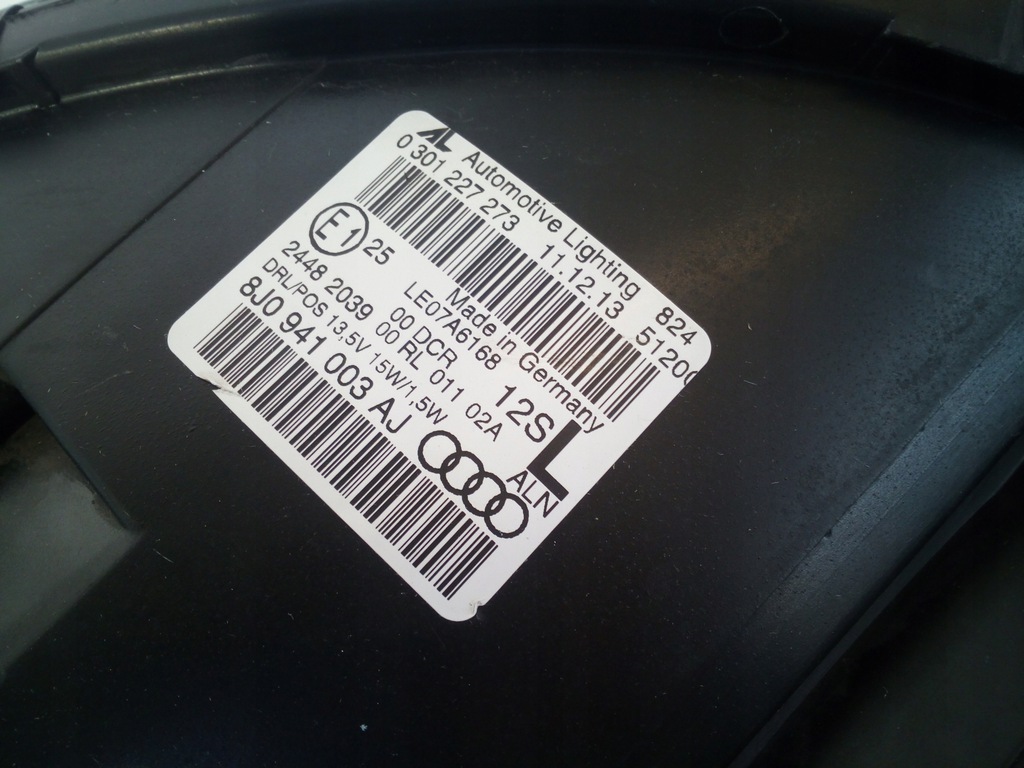 AL Automotive Lighting 824
0 301 227 273 11.12.13 5120
Made in Germany
E1 25 LE07A6168 12S L
2448 2039 00 DCR 011 02A ALN
00 RL
DRL/POS 13,5V 15W/1,5W
8J0 941 003 AJ